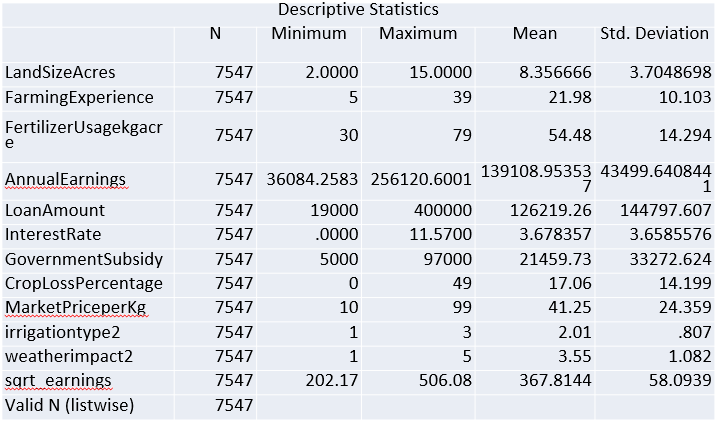 Descriptive Statistics
N Minimum Maximum Mean Std. Deviation
LandSizeAcres 7547 2.0000 15.0000 8.356666 3.7048698
FarmingExperience 7547 5 39 21.98 10.103
FertilizerUsagekgacr
e 7547 30 79 54.48 14.294
AnnualEarnings 7547 36084.2583 256120.6001 139108.95353 43499.640844
7 1
LoanAmount 7547 19000 400000 126219.26 144797.607
InterestRate 7547 .0000 11.5700 3.678357 3.6585576
GovernmentSubsidy 7547 5000 97000 21459.73 33272.624
CropLossPercentage 7547 0 49 17.06 14.199
MarketPriceperKg 7547 10 99 41.25 24.359
irrigationtype2 7547 1 3 2.01 .807
weatherimpact2 7547 1 5 3.55 1.082
sqrt_earnings 7547 202.17 506.08 367.8144 58.0939
Valid N (listwise) 7547